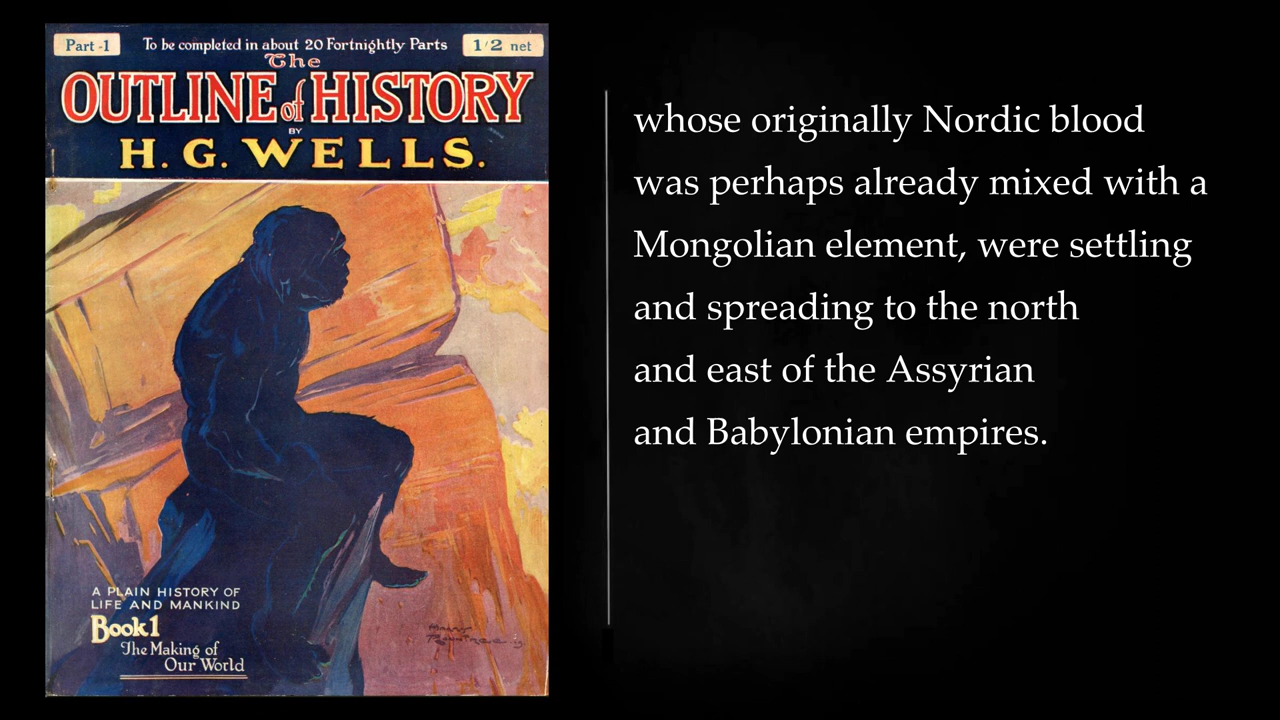 Part -1
To be completed in about 20 Fortnightly Parts
1/2 net
The
OUTLINE of HISTORY
BY
H. G. WELLS.
A PLAIN HISTORY OF
LIFE AND MANKIND
Book 1
The Making of
Our World
whose originally Nordic blood
was perhaps already mixed with a
Mongolian element, were settling
and spreading to the north
and east of the Assyrian
and Babylonian empires.